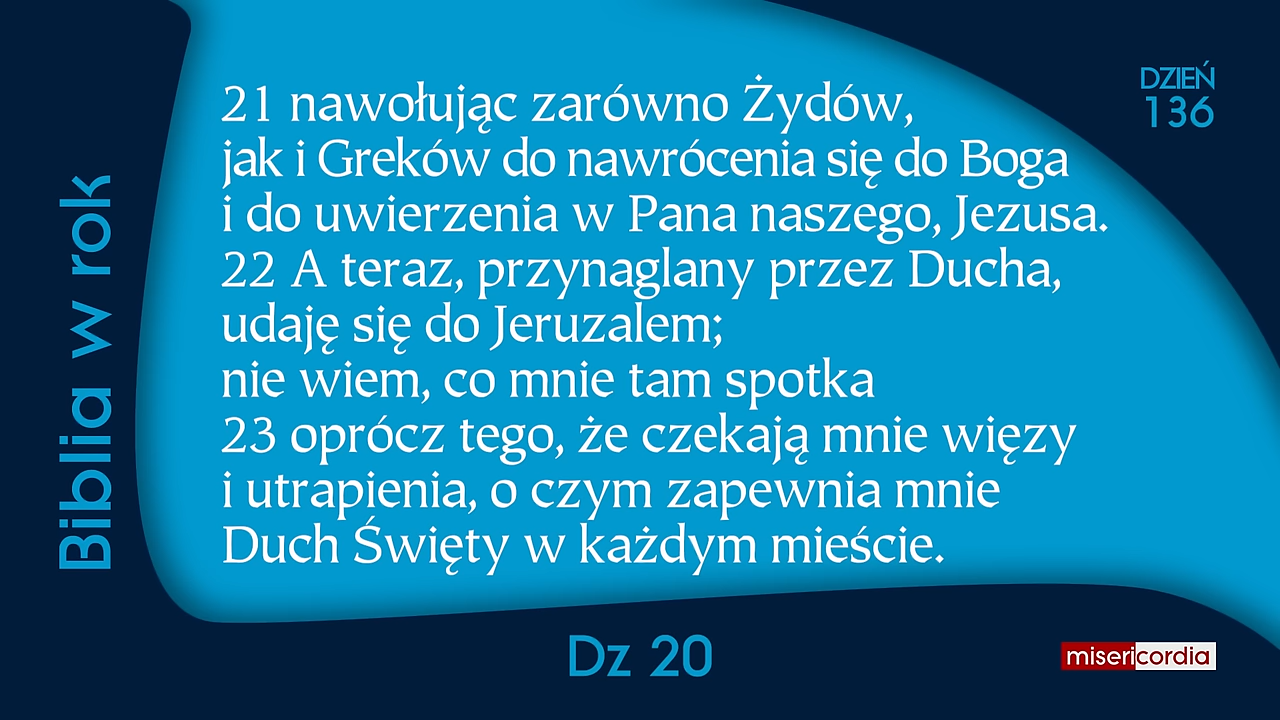 DZIEŃ
136
21 nawołując zarówno Żydów,
jak i Greków do nawrócenia się do Boga
i do uwierzenia w Pana naszego, Jezusa.
22 A teraz, przynaglany przez Ducha,
udaję się do Jeruzalem;
nie wiem, co mnie tam spotka
23 oprócz tego, że czekają mnie więzy
i utrapienia, o czym zapewnia mnie
Duch Święty w każdym mieście.
Biblia w rok
Dz 20
misericordia